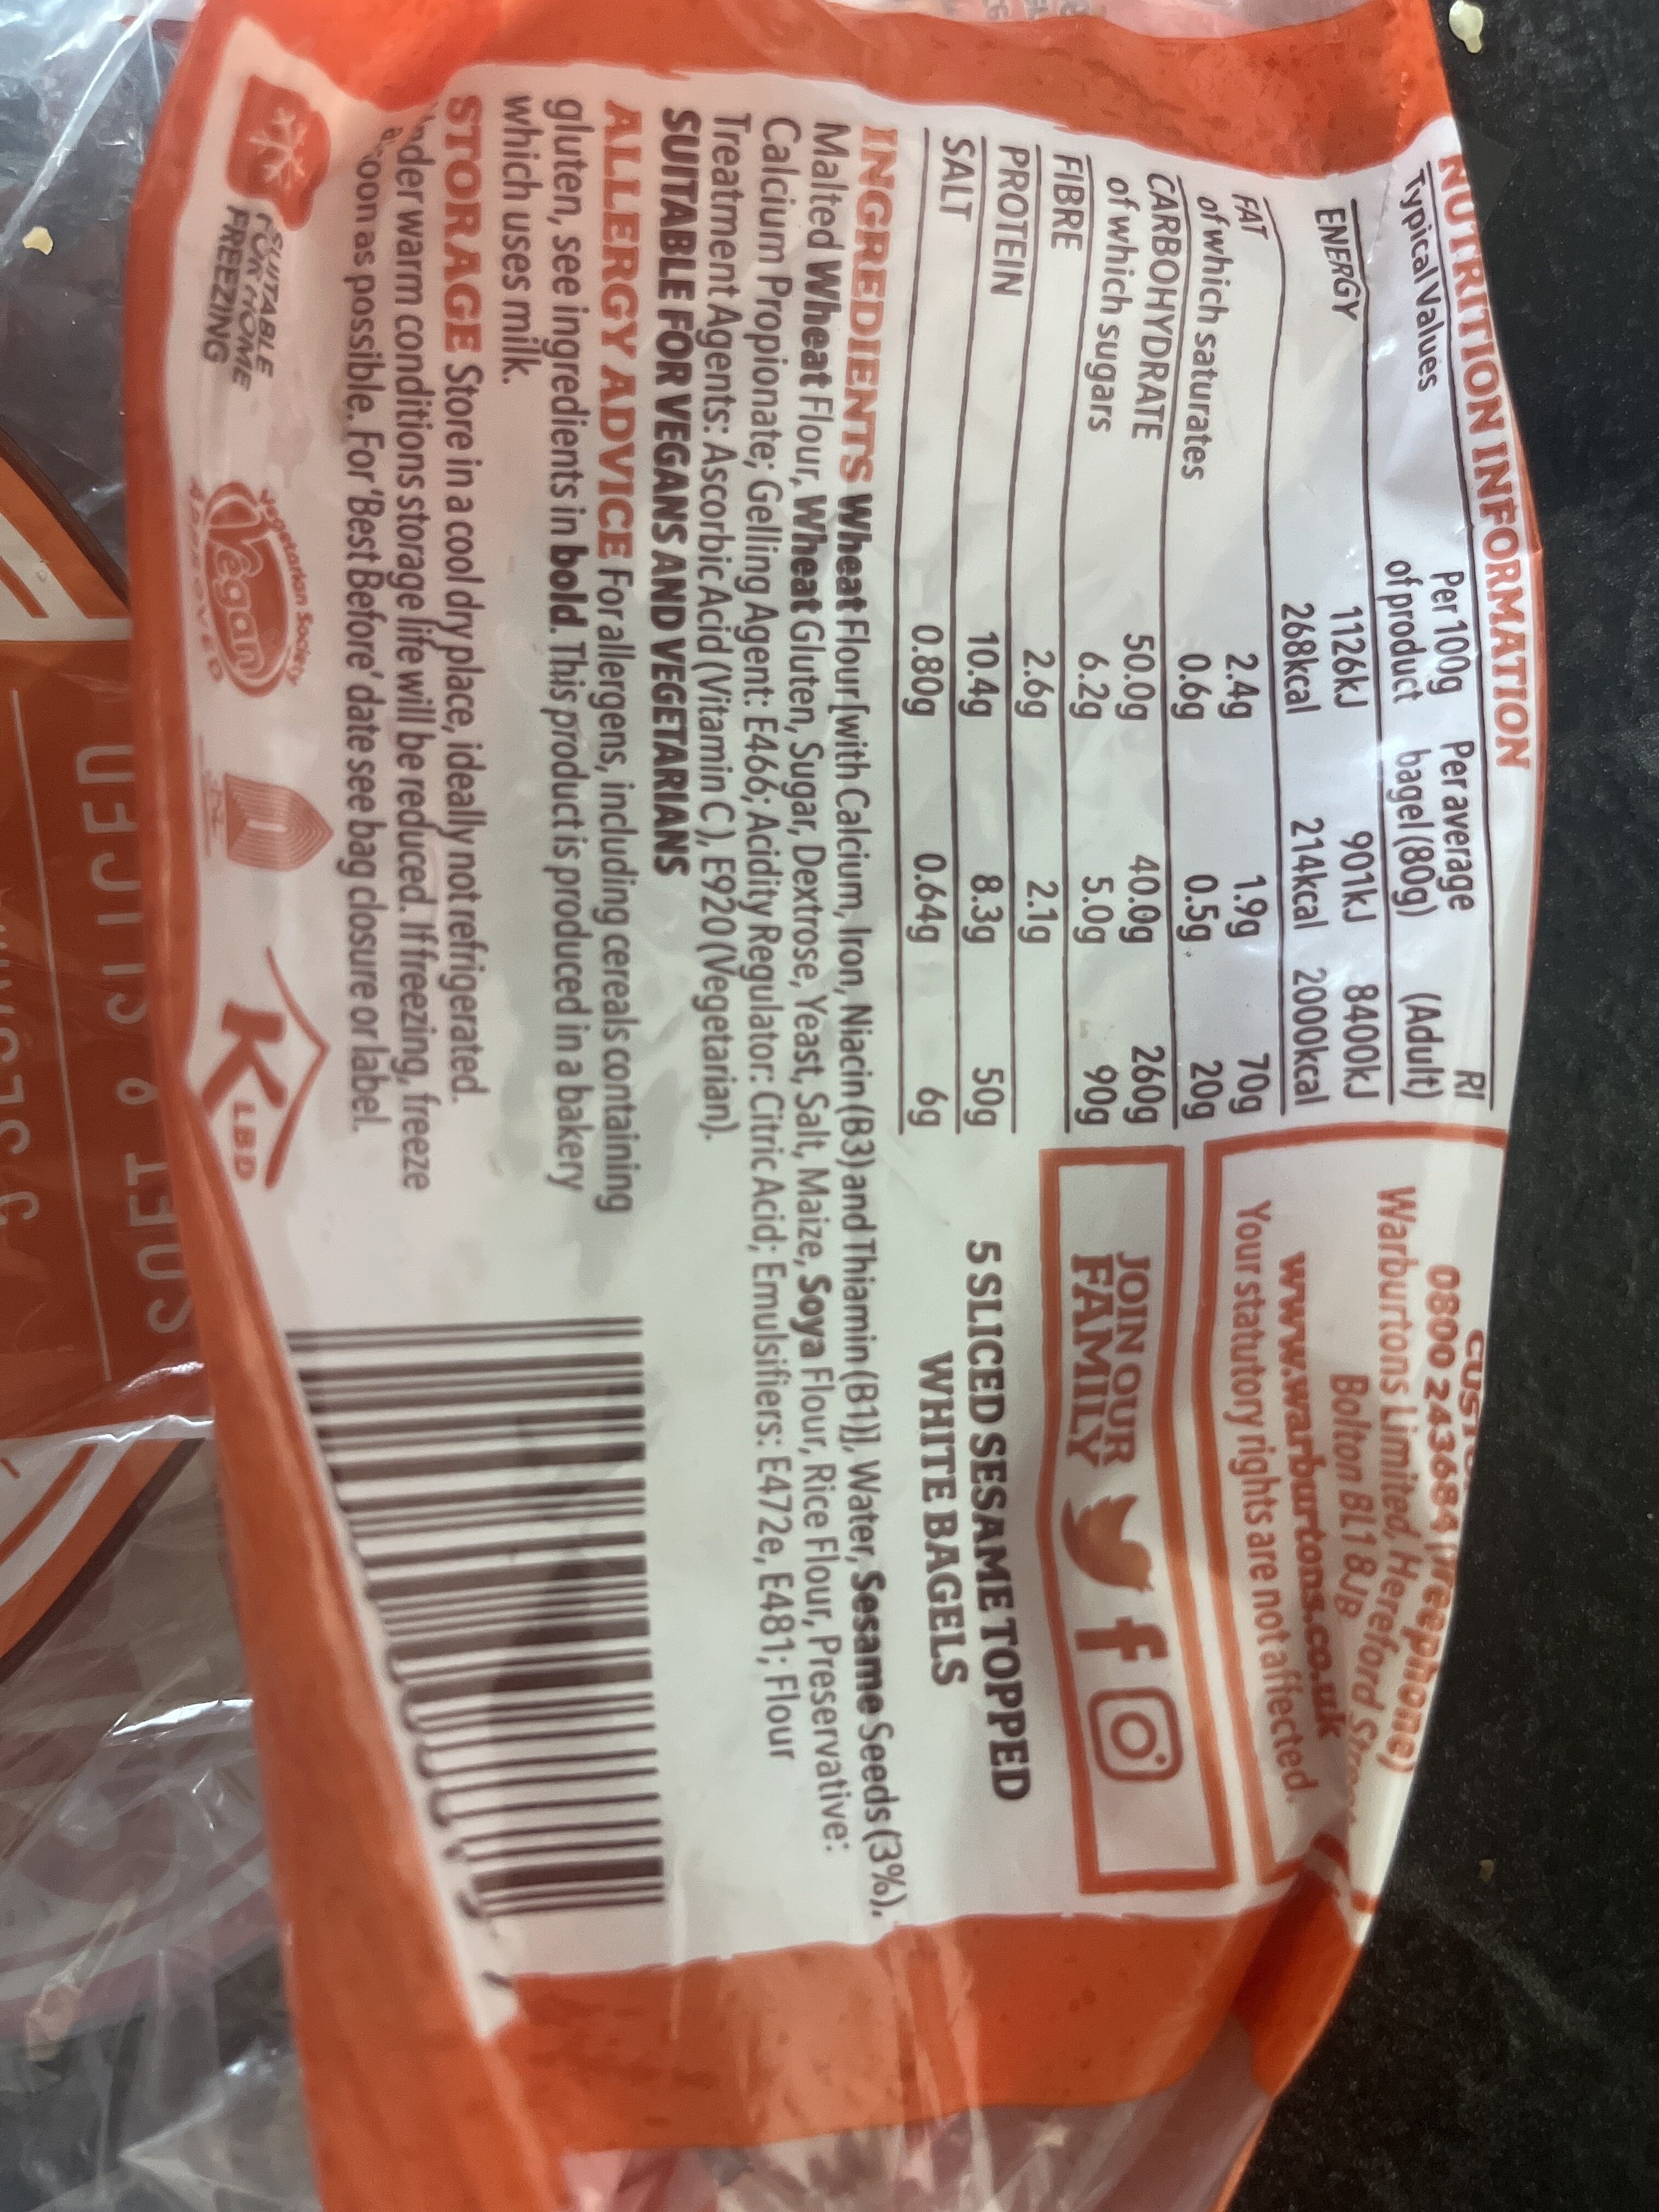 NUTRITION INFORMATION
Typical Values Per 100g of product Per average bagel (80g) RI (Adult)
ENERGY 1126kJ 901kJ 8400kJ
268kcal 214kcal 2000kcal
FAT 2.4g 1.9g 70g
of which saturates 0.6g 0.5g 20g
CARBOHYDRATE 50.0g 40.0g 260g
of which sugars 6.2g 5.0g 90g
FIBRE 2.6g 2.1g
PROTEIN 10.4g 8.3g 50g
SALT 0.80g 0.64g 6g
0800 243684 (Freephone)
Warburtons Limited, Hereford
Bolton BL1 8JB
www.warburtons.co.uk
Your statutory rights are not affected.
JOIN OUR
FAMILY
5 SLICED SESAME TOPPED
WHITE BAGELS
INGREDIENTS Wheat Flour [with Calcium, Iron, Niacin (B3) and Thiamin (B1)], Water, Sesame Seeds (3%),
Malted Wheat Flour, Wheat Gluten, Sugar, Dextrose, Yeast, Salt, Maize, Soya Flour, Rice Flour, Preservative:
Calcium Propionate; Gelling Agent: E466; Acidity Regulator: Citric Acid; Emulsifiers: E472e, E481; Flour
Treatment Agents: Ascorbic Acid (Vitamin C), E920 (Vegetarian).
SUITABLE FOR VEGANS AND VEGETARIANS
ALLERGY ADVICE For allergens, including cereals containing
gluten, see ingredients in bold. This product is produced in a bakery
which uses milk.
STORAGE Store in a cool dry place, ideally not refrigerated.
Under warm conditions storage life will be reduced. If freezing, freeze
as soon as possible. For 'Best Before' date see bag closure or label.
SUITABLE
FOR HOME
FREEZING
Vegetarian Society
Vegan
APPROVED
K LBD